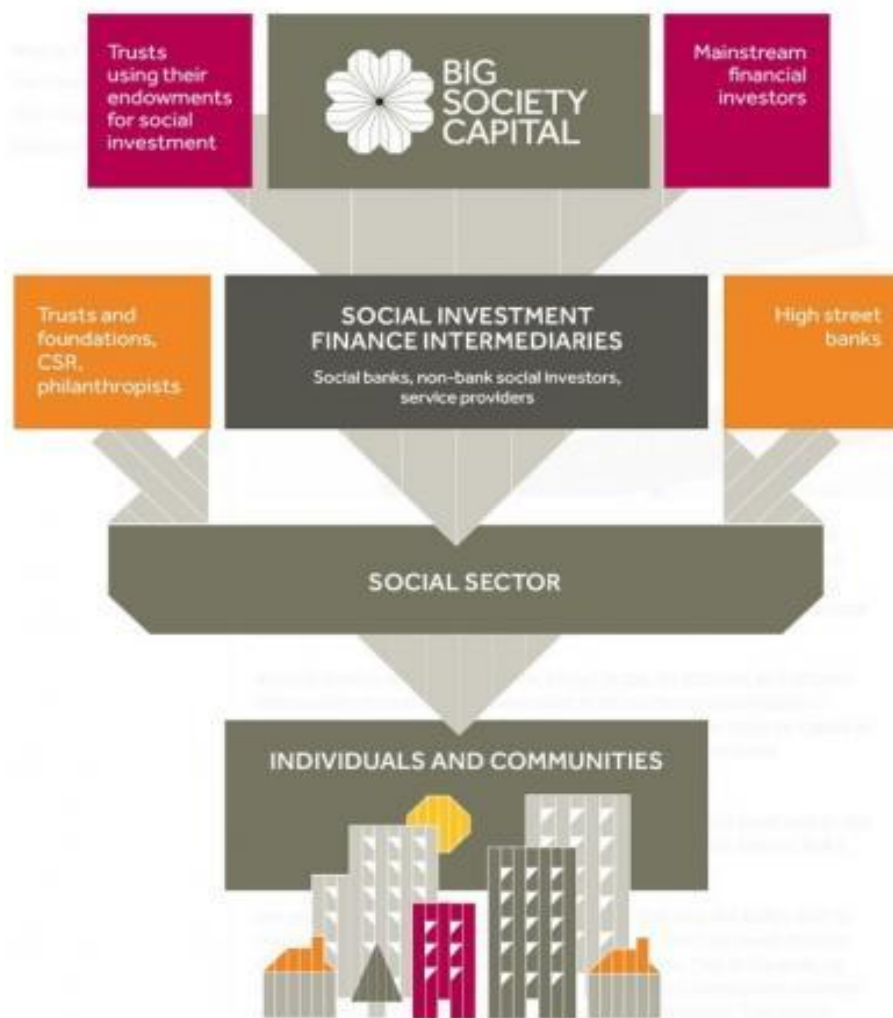 Trusts
using their
endowments
for social
investment
BIG
SOCIETY
CAPITAL
Mainstream
financial
investors
Trusts and
foundations,
CSR,
philanthropists
SOCIAL INVESTMENT
FINANCE INTERMEDIARIES
Social banks, non-bank social investors,
service providers
High street
banks
SOCIAL SECTOR
INDIVIDUALS AND COMMUNITIES